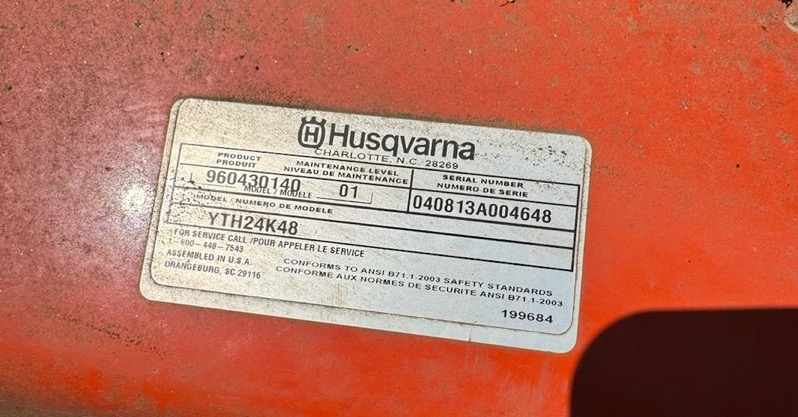 Husqvarna
CHARLOTTE, N.C. 28269
PRODUCT MAINTENANCE LEVEL SERIAL NUMBER
PRODUIT NIVEAU DE MAINTENANCE NUMERO DE SERIE
960430140 01 040813A004648
MODEL / MODELE
MODEL / NUMERO DE MODELE
YTH24K48
FOR SERVICE CALL /POUR APPELER LE SERVICE
1-800-448-7543
ASSEMBLED IN U.S.A
ORANGEBURG, SC 29116
CONFORMS TO ANSI B71.1-2003 SAFETY STANDARDS
CONFORME AUX NORMES DE SECURITE ANSI B71.1-2003
199684